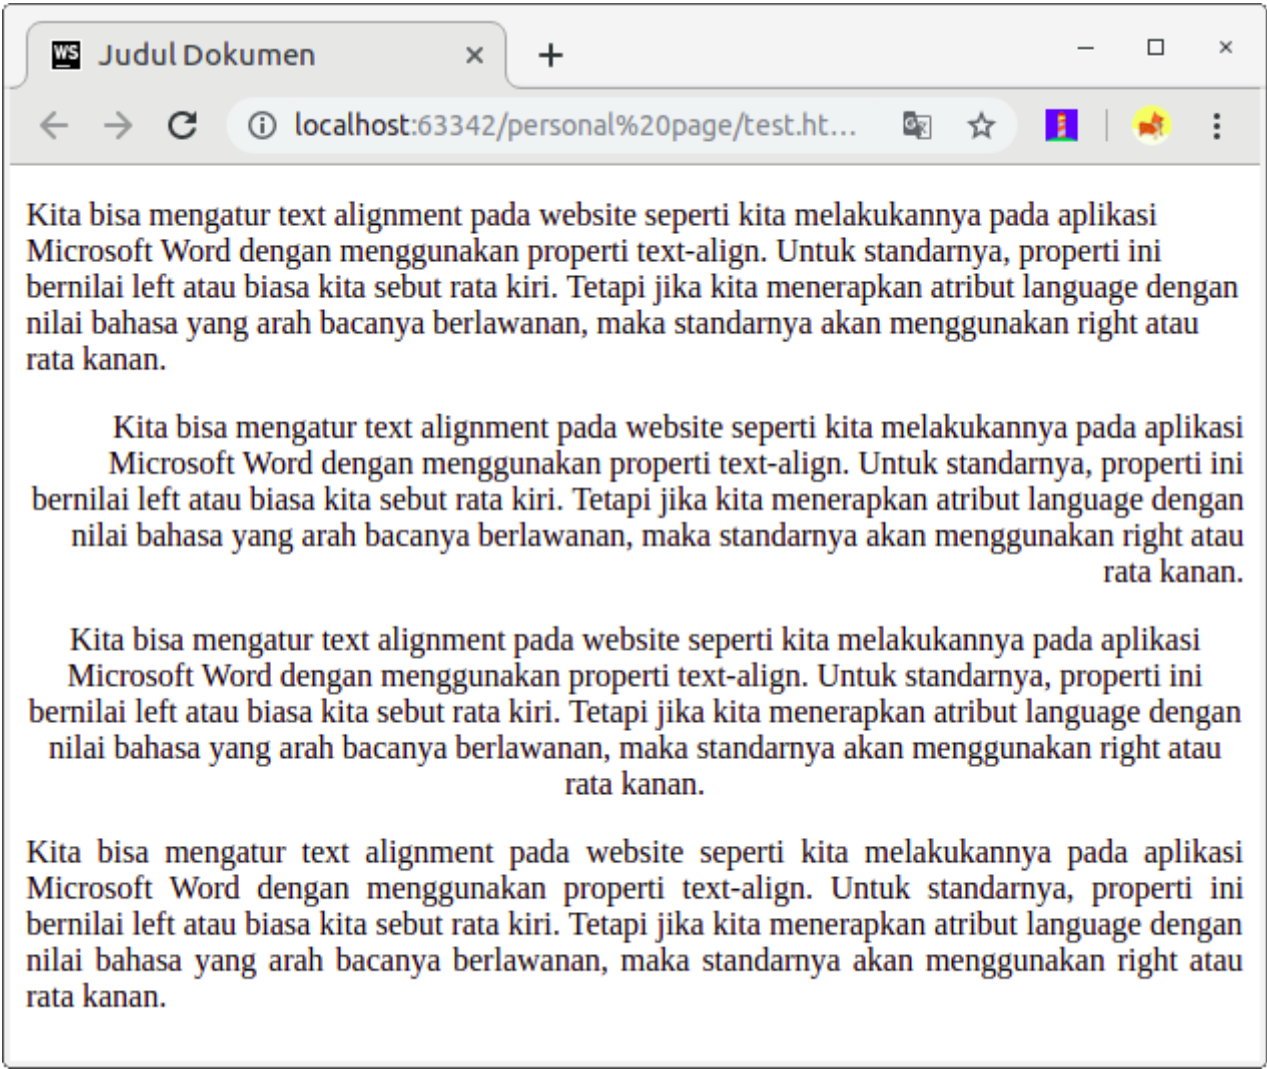 WS Judul Dokumen
localhost:63342/personal%20page/test.ht...
Kita bisa mengatur text alignment pada website seperti kita melakukannya pada aplikasi
Microsoft Word dengan menggunakan properti text-align. Untuk standarnya, properti ini
bernilai left atau biasa kita sebut rata kiri. Tetapi jika kita menerapkan atribut language dengan
nilai bahasa yang arah bacanya berlawanan, maka standarnya akan menggunakan right atau
rata kanan.
Kita bisa mengatur text alignment pada website seperti kita melakukannya pada aplikasi
Microsoft Word dengan menggunakan properti text-align. Untuk standarnya, properti ini
bernilai left atau biasa kita sebut rata kiri. Tetapi jika kita menerapkan atribut language dengan
nilai bahasa yang arah bacanya berlawanan, maka standarnya akan menggunakan right atau
rata kanan.
Kita bisa mengatur text alignment pada website seperti kita melakukannya pada aplikasi
Microsoft Word dengan menggunakan properti text-align. Untuk standarnya, properti ini
bernilai left atau biasa kita sebut rata kiri. Tetapi jika kita menerapkan atribut language dengan
nilai bahasa yang arah bacanya berlawanan, maka standarnya akan menggunakan right atau
rata kanan.
Kita bisa mengatur text alignment pada website seperti kita melakukannya pada aplikasi
Microsoft Word dengan menggunakan properti text-align. Untuk standarnya, properti ini
bernilai left atau biasa kita sebut rata kiri. Tetapi jika kita menerapkan atribut language dengan
nilai bahasa yang arah bacanya berlawanan, maka standarnya akan menggunakan right atau
rata kanan.